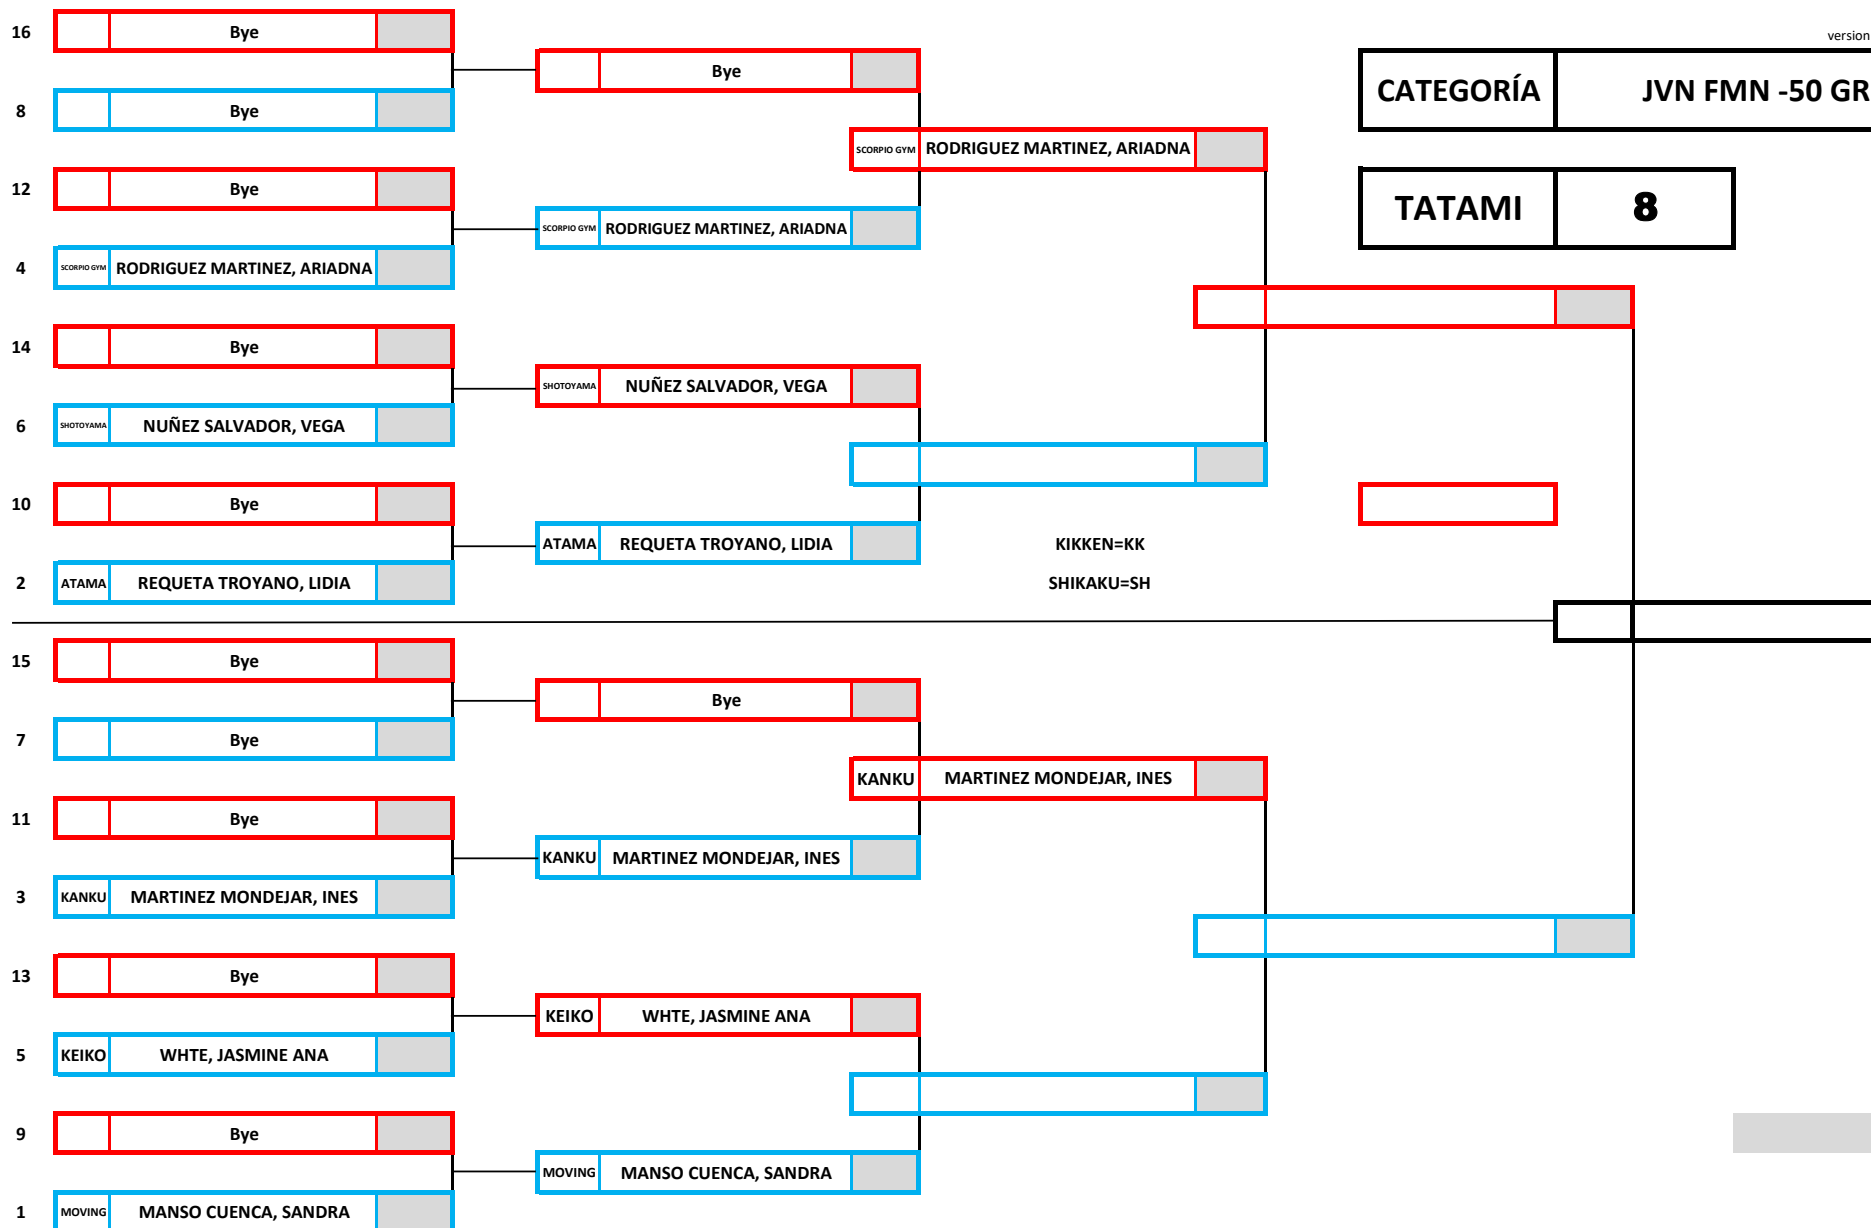 version
16 Bye
Bye
CATEGORÍA JVN FMN -50 GR
8 Bye
SCORPIO GYM RODRIGUEZ MARTINEZ, ARIADNA
12 Bye
TATAMI 8
SCORPIO GYM RODRIGUEZ MARTINEZ, ARIADNA
4 SCORPIO GYM RODRIGUEZ MARTINEZ, ARIADNA
14 Bye
SHOTOYAMA NUÑEZ SALVADOR, VEGA
6 SHOTOYAMA NUÑEZ SALVADOR, VEGA
10 Bye
ATAMA REQUETA TROYANO, LIDIA
KIKKEN=KK
2 ATAMA REQUETA TROYANO, LIDIA
SHIKAKU=SH
15 Bye
Bye
7 Bye
KANKU MARTINEZ MONDEJAR, INES
11 Bye
KANKU MARTINEZ MONDEJAR, INES
3 KANKU MARTINEZ MONDEJAR, INES
13 Bye
KEIKO WHTE, JASMINE ANA
5 KEIKO WHTE, JASMINE ANA
9 Bye
MOVING MANSO CUENCA, SANDRA
1 MOVING MANSO CUENCA, SANDRA